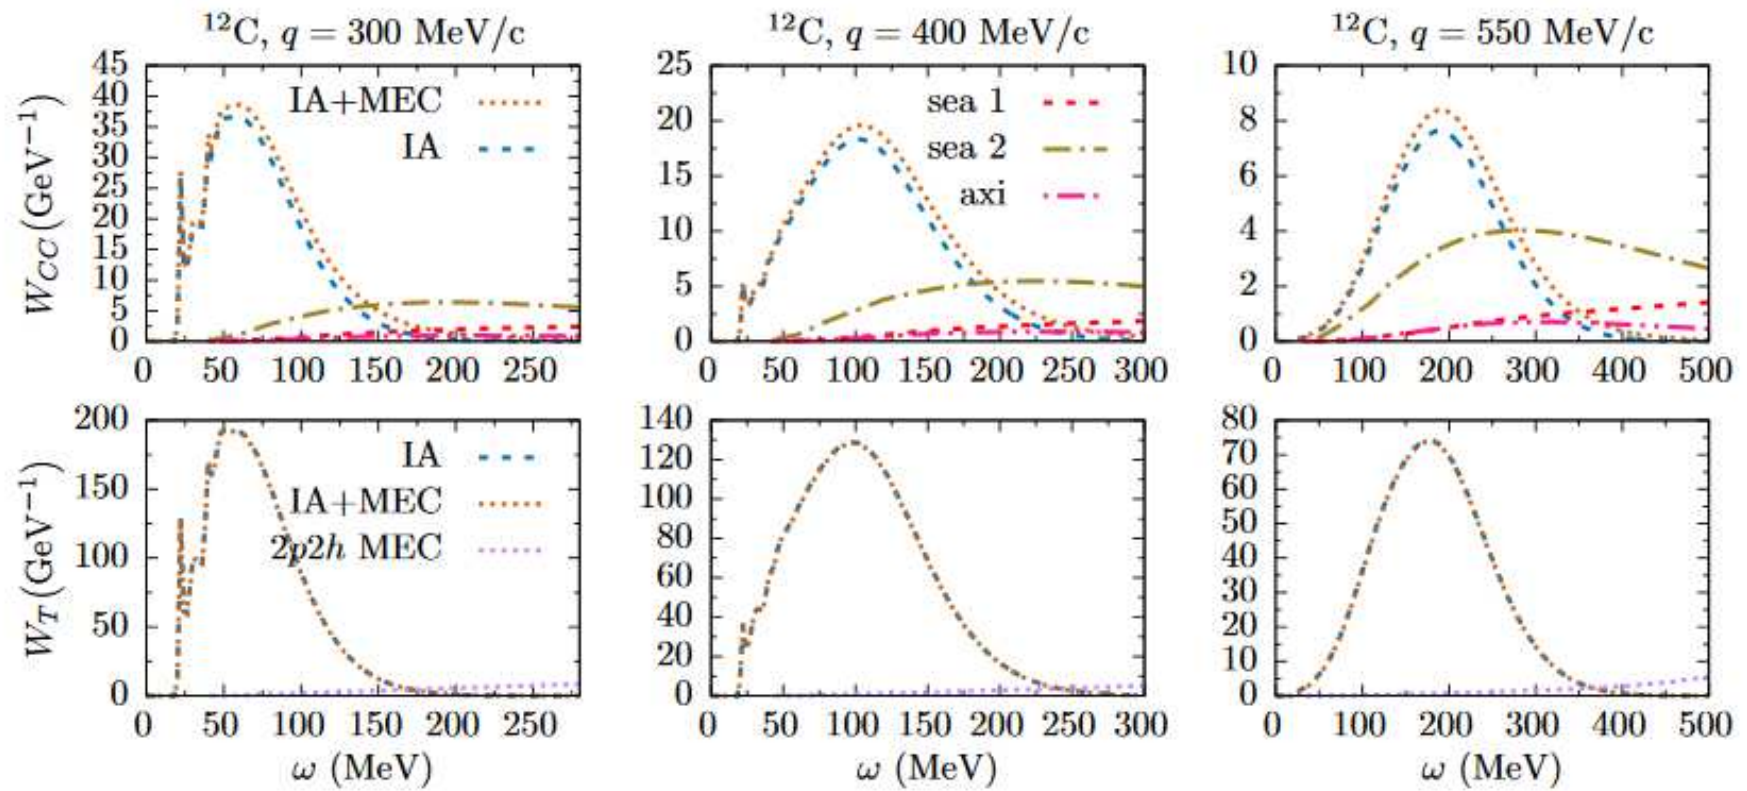 ¹²C, q = 300 MeV/c
¹²C, q = 400 MeV/c
¹²C, q = 550 MeV/c
W_CC (GeV⁻¹)
45
40
35
30
25
20
15
10
5
0
IA+MEC
IA
0 50 100 150 200 250
25
20
15
10
5
0
sea 1
sea 2
axi
0 50 100 150 200 250 300
10
8
6
4
2
0
0 100 200 300 400 500
W_T (GeV⁻¹)
200
150
100
50
0
IA
IA+MEC
2p2h MEC
0 50 100 150 200 250
ω (MeV)
140
120
100
80
60
40
20
0
0 50 100 150 200 250 300
ω (MeV)
80
70
60
50
40
30
20
10
0
0 100 200 300 400 500
ω (MeV)